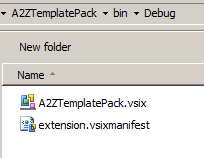 A2ZTemplatePack bin Debug
New folder
Name
A2ZTemplatePack.vsix
extension.vsixmanifest